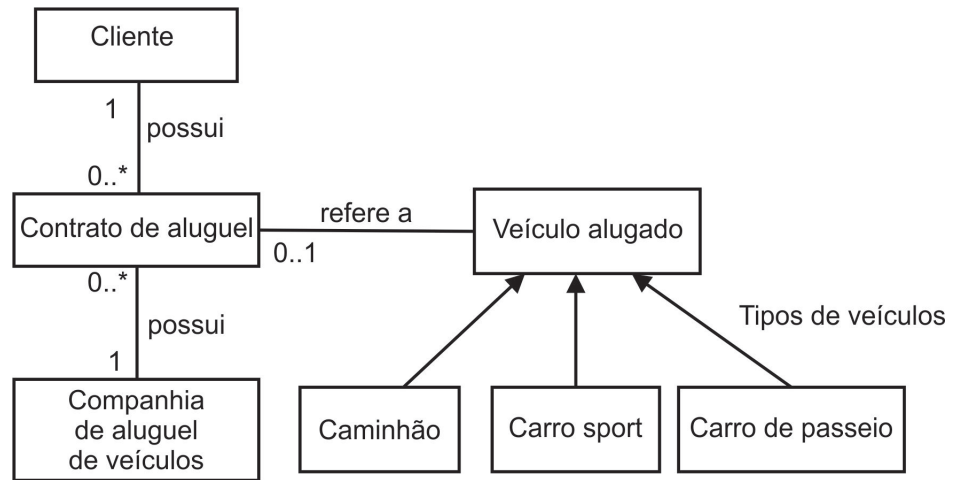 Cliente
1
possui
0..*
Contrato de aluguel
refere a
0..1
Veículo alugado
0..*
possui
1
Tipos de veículos
Companhia
de aluguel
de veículos
Caminhão
Carro sport
Carro de passeio